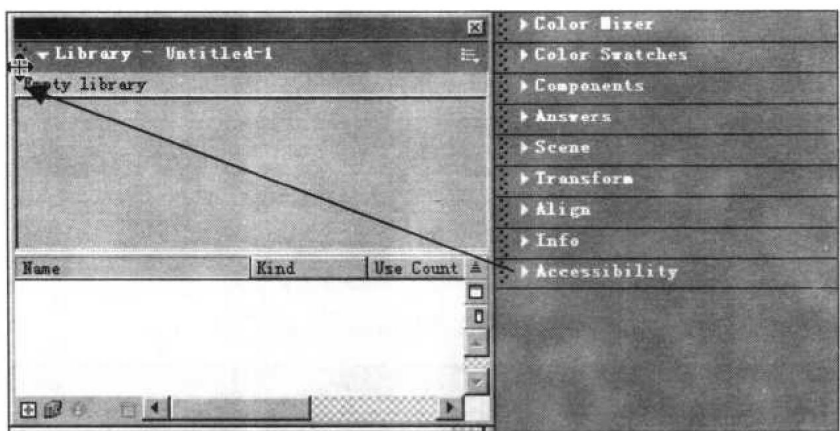 Library - Untitled-1
Empty library
Name Kind Use Count
Color Mixer
Color Swatches
Components
Answers
Scene
Transform
Align
Info
Accessibility